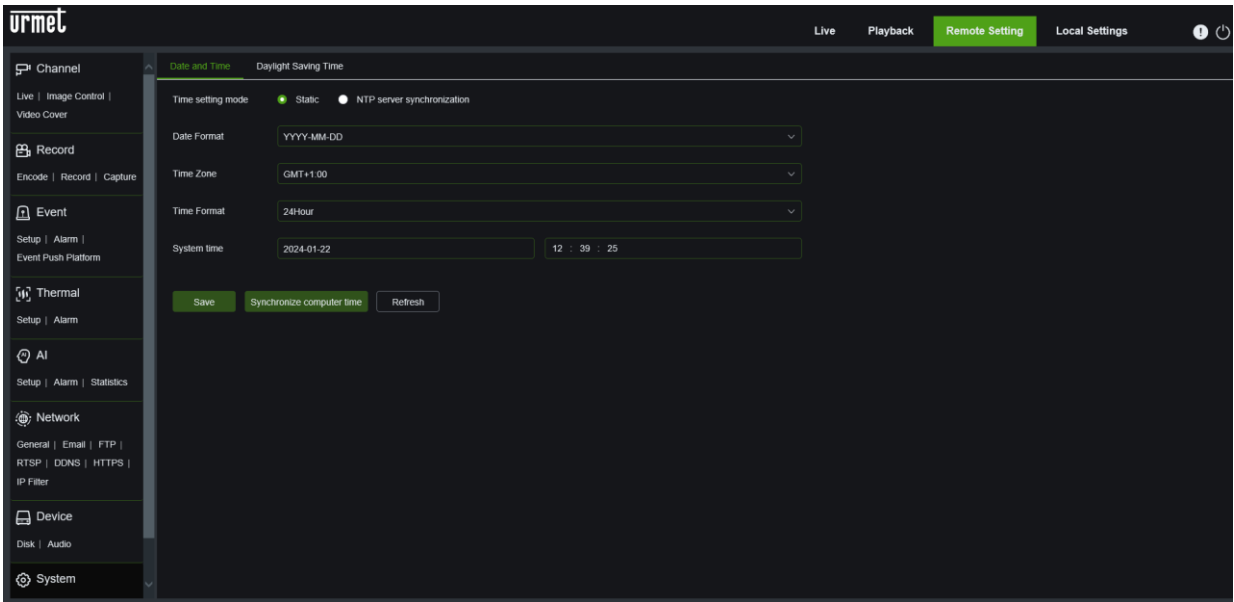 urmet
Live Playback Remote Setting Local Settings
Channel
Live | Image Control |
Video Cover
Record
Encode | Record | Capture
Event
Setup | Alarm |
Event Push Platform
Thermal
Setup | Alarm
AI
Setup | Alarm | Statistics
Network
General | Email | FTP |
RTSP | DDNS | HTTPS |
IP Filter
Device
Disk | Audio
System
Date and Time Daylight Saving Time
Time setting mode Static NTP server synchronization
Date Format YYYY-MM-DD
Time Zone GMT+1:00
Time Format 24Hour
System time 2024-01-22 12 : 39 : 25
Save Synchronize computer time Refresh